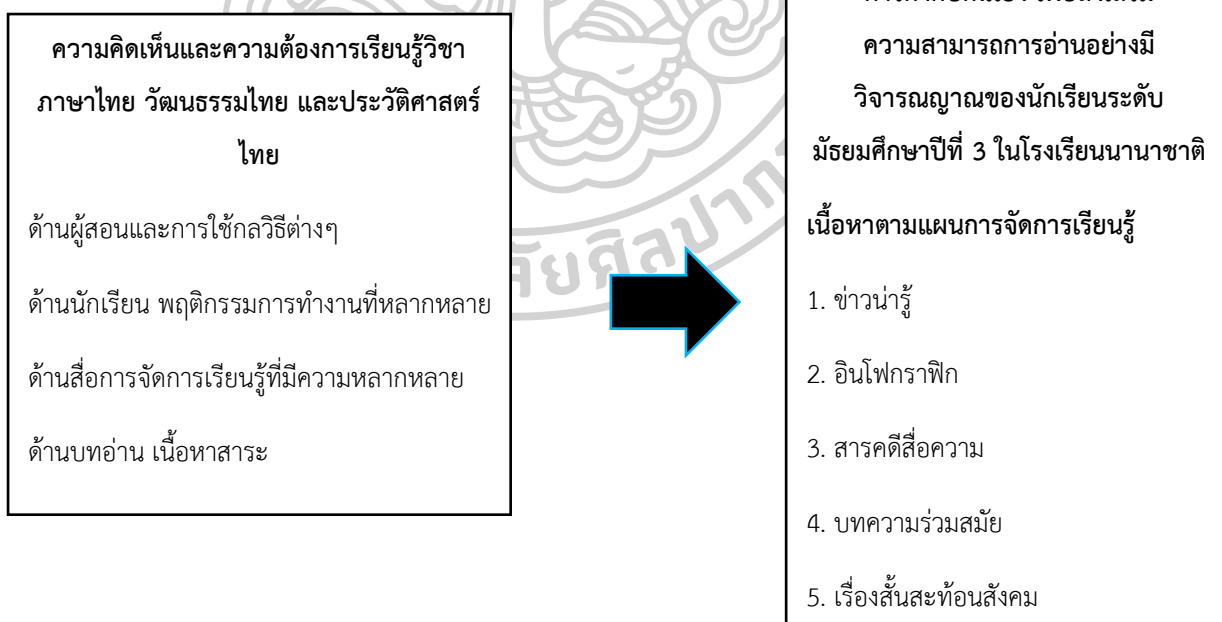 ความคิดเห็นและความต้องการเรียนรู้วิชา
ภาษาไทย วัฒนธรรมไทย และประวัติศาสตร์
ไทย
ด้านผู้สอนและการใช้กลวิธีต่างๆ
ด้านนักเรียน พฤติกรรมการทำงานที่หลากหลาย
ด้านสื่อการจัดการเรียนรู้ที่มีความหลากหลาย
ด้านบทอ่าน เนื้อหาสาระ
ความสามารถการอ่านอย่างมี
วิจารณญาณของนักเรียนระดับ
มัธยมศึกษาปีที่ 3 ในโรงเรียนนานาชาติ
เนื้อหาตามแผนการจัดการเรียนรู้
1. ข่าวน่ารู้
2. อินโฟกราฟิก
3. สารคดีสื่อความ
4. บทความร่วมสมัย
5. เรื่องสั้นสะท้อนสังคม